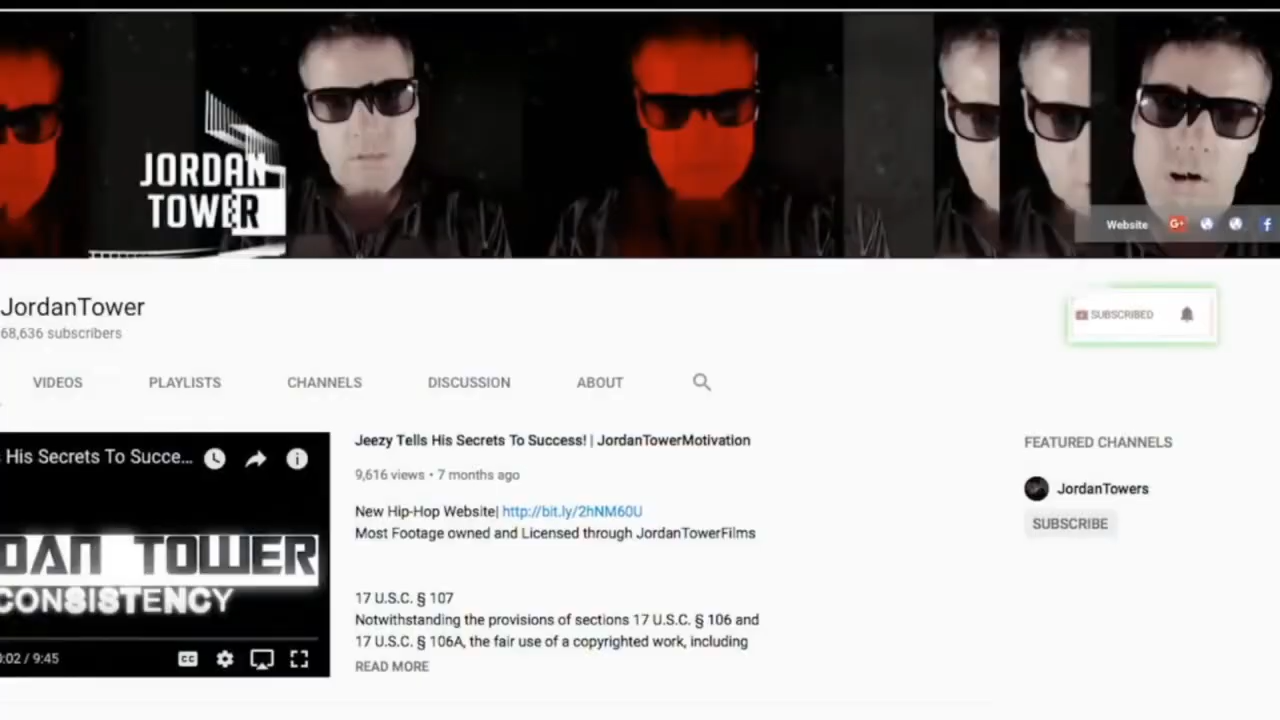 JORDAN
TOWER
Website
JordanTower
68,636 subscribers
SUBSCRIBED
VIDEOS PLAYLISTS CHANNELS DISCUSSION ABOUT
His Secrets To Succe...
DAN TOWER
CONSISTENCY
0:02 / 9:45
Jeezy Tells His Secrets To Success! | JordanTowerMotivation
9,616 views • 7 months ago
New Hip-Hop Website| http://bit.ly/2hNM60U
Most Footage owned and Licensed through JordanTowerFilms
17 U.S.C. § 107
Notwithstanding the provisions of sections 17 U.S.C. § 106 and
17 U.S.C. § 106A, the fair use of a copyrighted work, including
READ MORE
FEATURED CHANNELS
JordanTowers
SUBSCRIBE